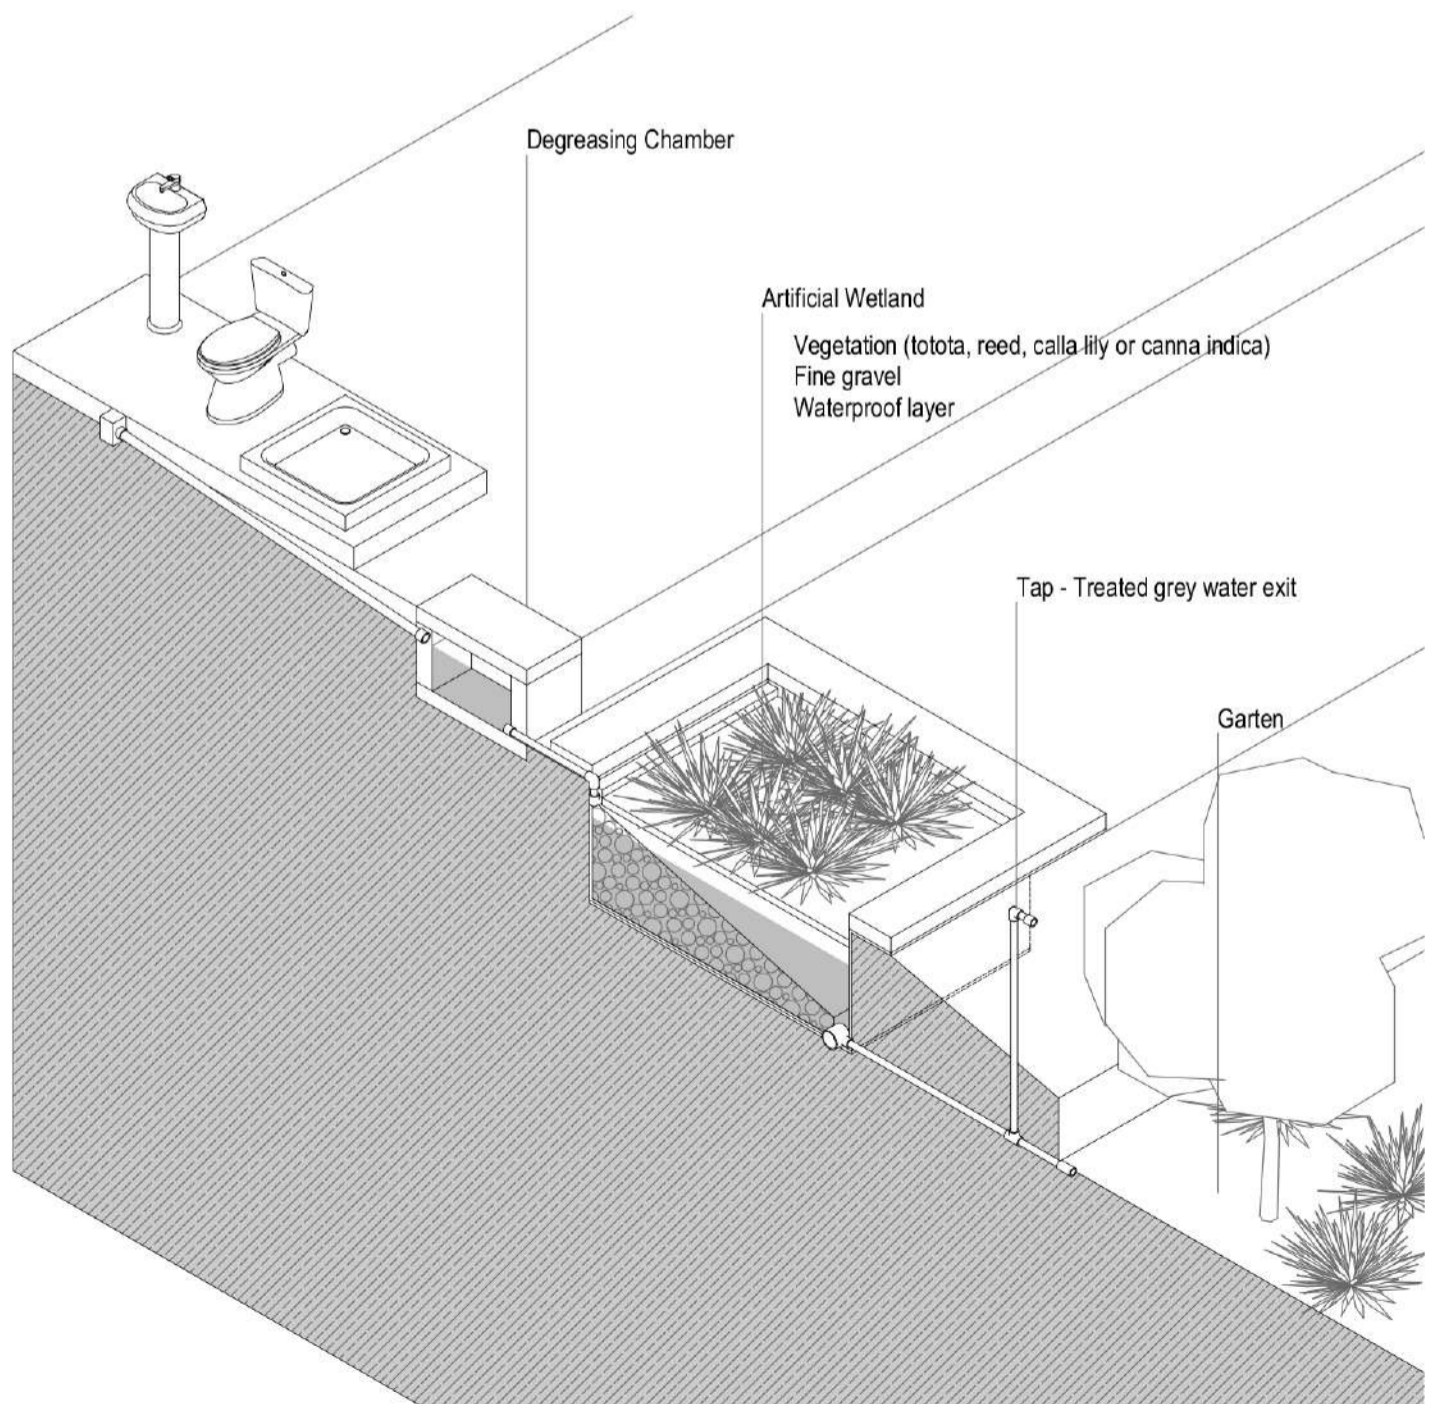 Degreasing Chamber
Artificial Wetland
Vegetation (totota, reed, calla lily or canna indica)
Fine gravel
Waterproof layer
Tap - Treated grey water exit
Garten